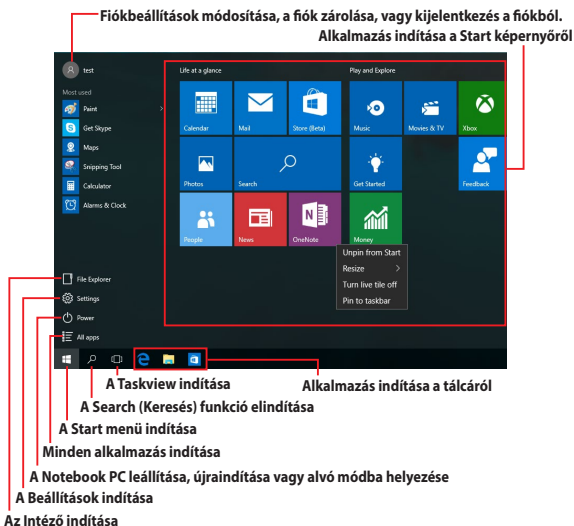 Fiókbeállítások módosítása, a fiók zárolása, vagy kijelentkezés a fiókból.
Alkalmazás indítása a Start képernyőről
test
Most used
Paint
Get Skype
Maps
Snipping Tool
Calculator
Alarms & Clock
File Explorer
Settings
Power
All apps
Life at a glance
Play and Explore
Calendar
Mail
Store (Beta)
Music
Movies & TV
Xbox
Photos
Search
Get Started
Feedback
People
News
OneNote
Money
Unpin from Start
Resize
Turn live tile off
Pin to taskbar
A Taskview indítása
Alkalmazás indítása a tálcáról
A Search (Keresés) funkció elindítása
A Start menü indítása
Minden alkalmazás indítása
A Notebook PC leállítása, újraindítása vagy alvó módba helyezése
A Beállítások indítása
Az Intéző indítása